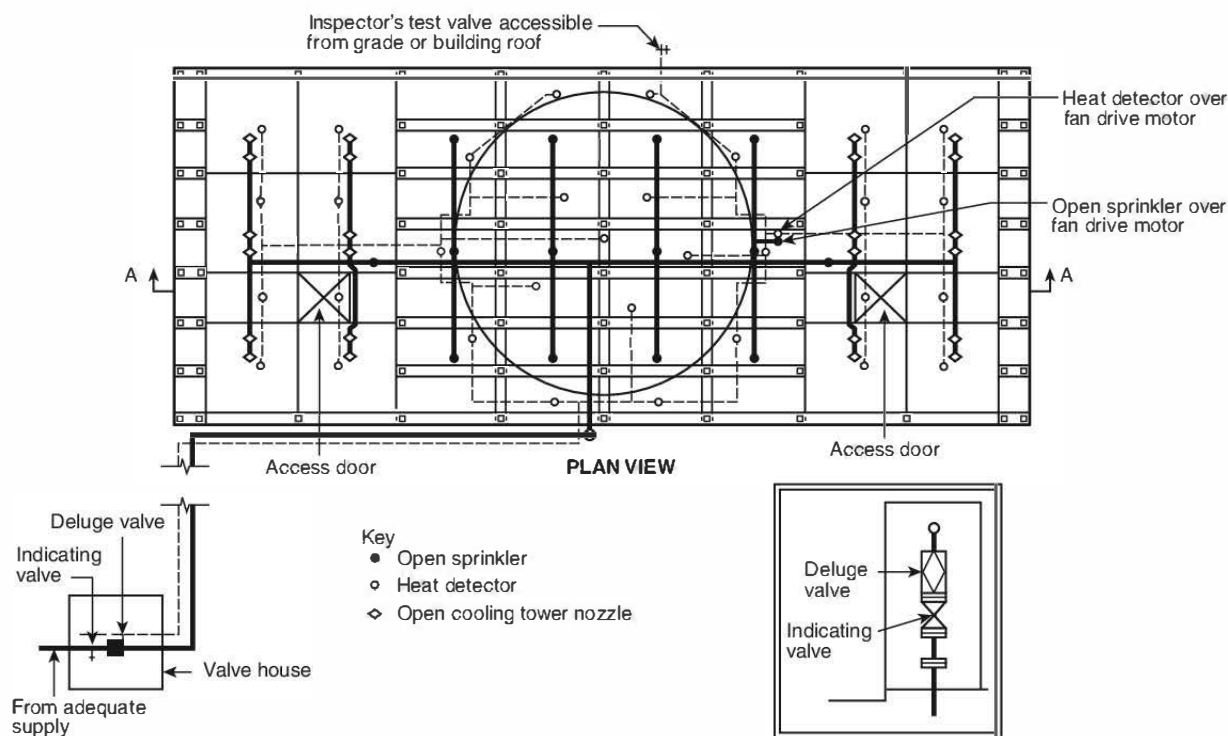 Inspector's test valve accessible
from grade or building roof
Heat detector over
fan drive motor
Open sprinkler over
fan drive motor
A
A
Access door
PLAN VIEW
Access door
Deluge valve
Indicating
valve
Valve house
From adequate
supply
Key
Open sprinkler
Heat detector
Open cooling tower nozzle
Deluge
valve
Indicating
valve